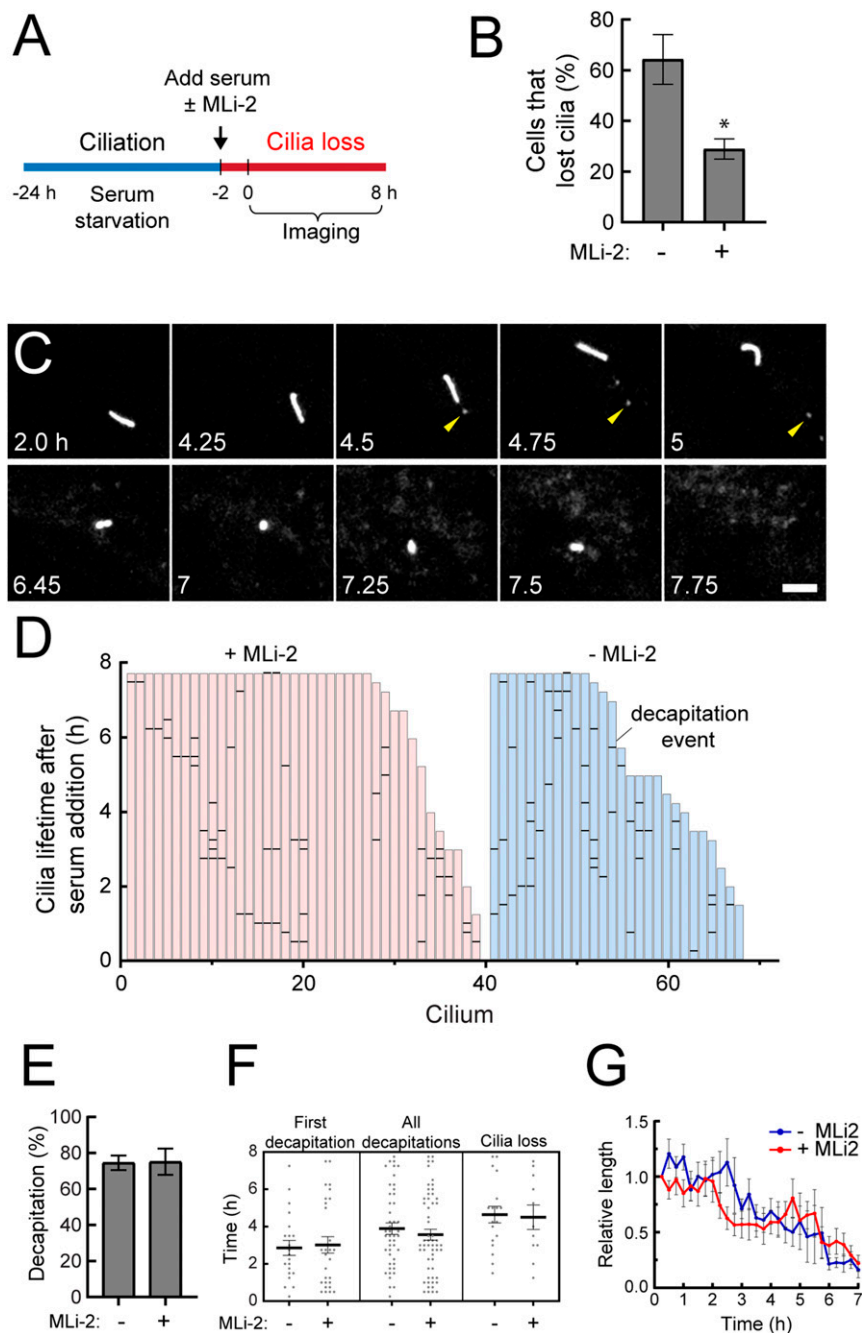 A
Add serum
± MLi-2
Ciliation
Cilia loss
-24 h
Serum
starvation
-2
0
8 h
Imaging
B
Cells that
lost cilia (%)
80
60
40
20
0
*
MLi-2:
-
+
C
2.0 h
4.25
4.5
4.75
5
6.45
7
7.25
7.5
7.75
D
+ MLi-2
- MLi-2
decapitation
event
Cilia lifetime after
serum addition (h)
8
6
4
2
0
0
20
40
60
Cilium
E
Decapitation (%)
100
80
60
40
20
0
MLi-2:
-
+
F
First
decapitation
All
decapitations
Cilia loss
Time (h)
8
6
4
2
0
MLi-2:
-
+
-
+
-
+
G
- MLi2
+ MLi2
Relative length
1.5
1.0
0.5
0.0
0
1
2
3
4
5
6
7
Time (h)